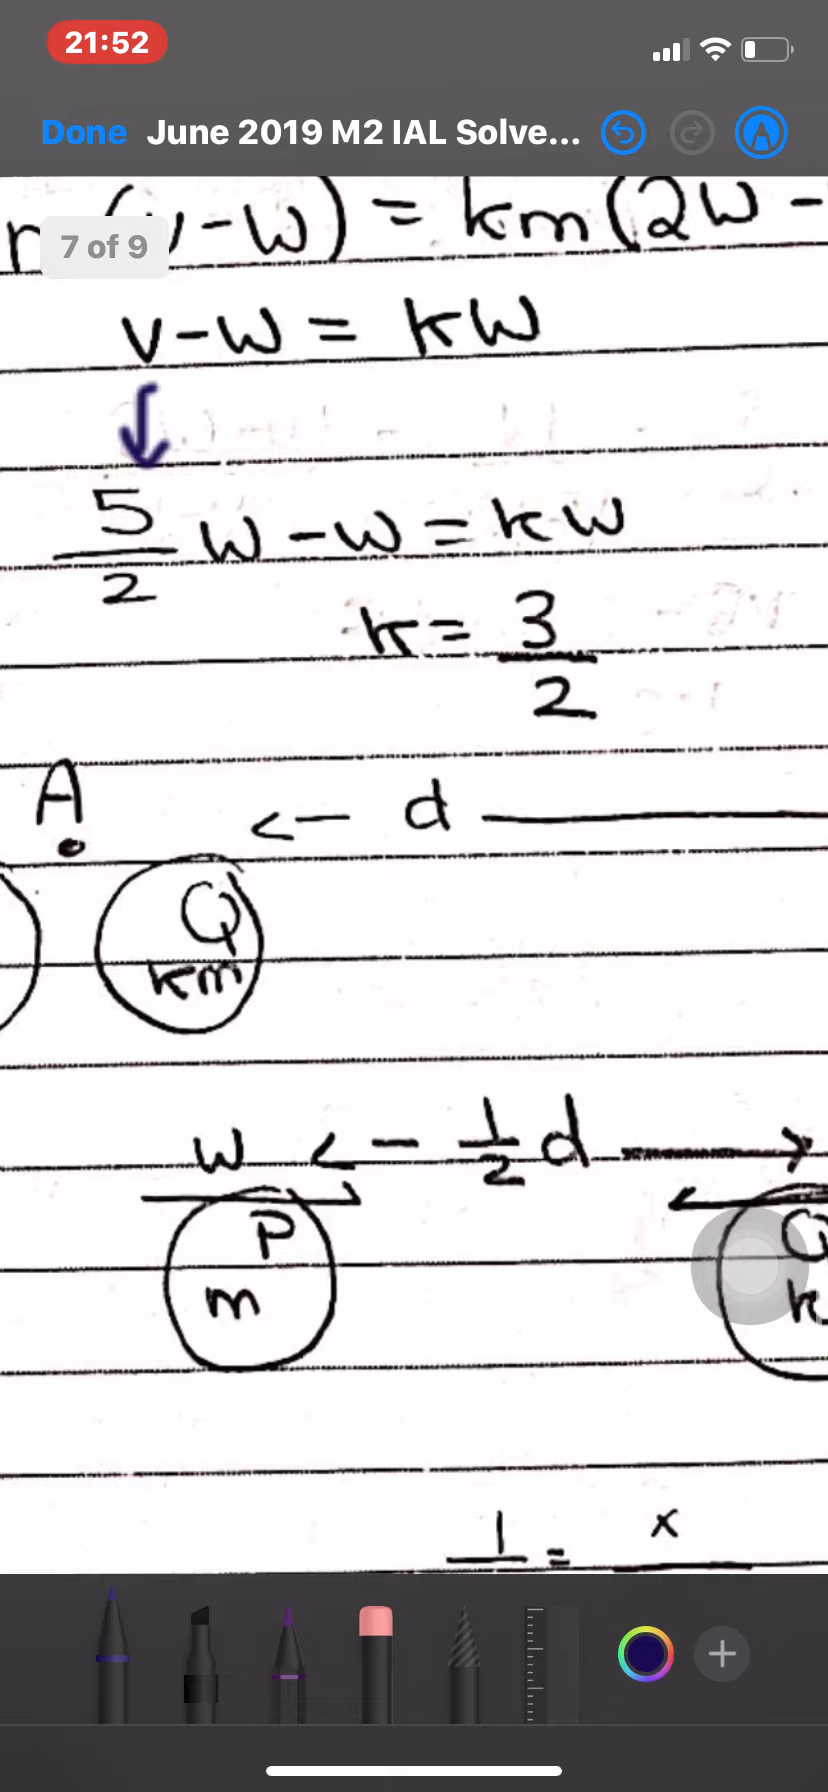 21:52
Done June 2019 M2 IAL Solve...
7 of 9
-W) = km(2W -
v-W = kW
5/2 W - W = kW
k = 3/2
A
<— d —
Q
km
W <— 1/2 d —>
P
m
Q
k
1 = x